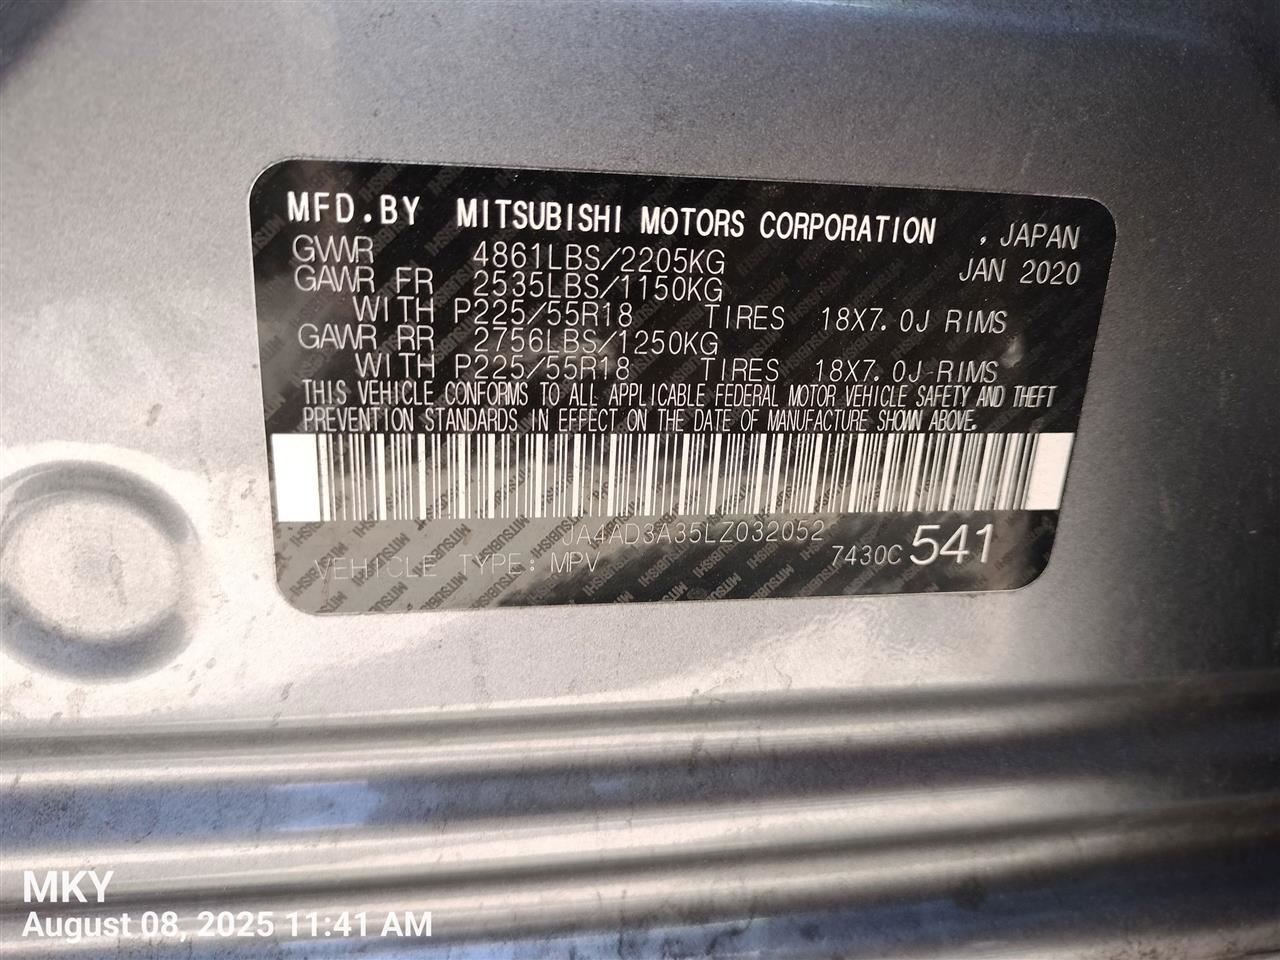 MFD.BY MITSUBISHI MOTORS CORPORATION , JAPAN
GVWR 4861LBS/2205KG JAN 2020
GAWR FR 2535LBS/1150KG
WITH P225/55R18 TIRES 18X7.0J RIMS
GAWR RR 2756LBS/1250KG
WITH P225/55R18 TIRES 18X7.0J RIMS
THIS VEHICLE CONFORMS TO ALL APPLICABLE FEDERAL MOTOR VEHICLE SAFETY AND THEFT
PREVENTION STANDARDS IN EFFECT ON THE DATE OF MANUFACTURE SHOWN ABOVE.
JA4AD3A35LZ032052
VEHICLE TYPE: MPV 7430C 541
MKY
August 08, 2025 11:41 AM